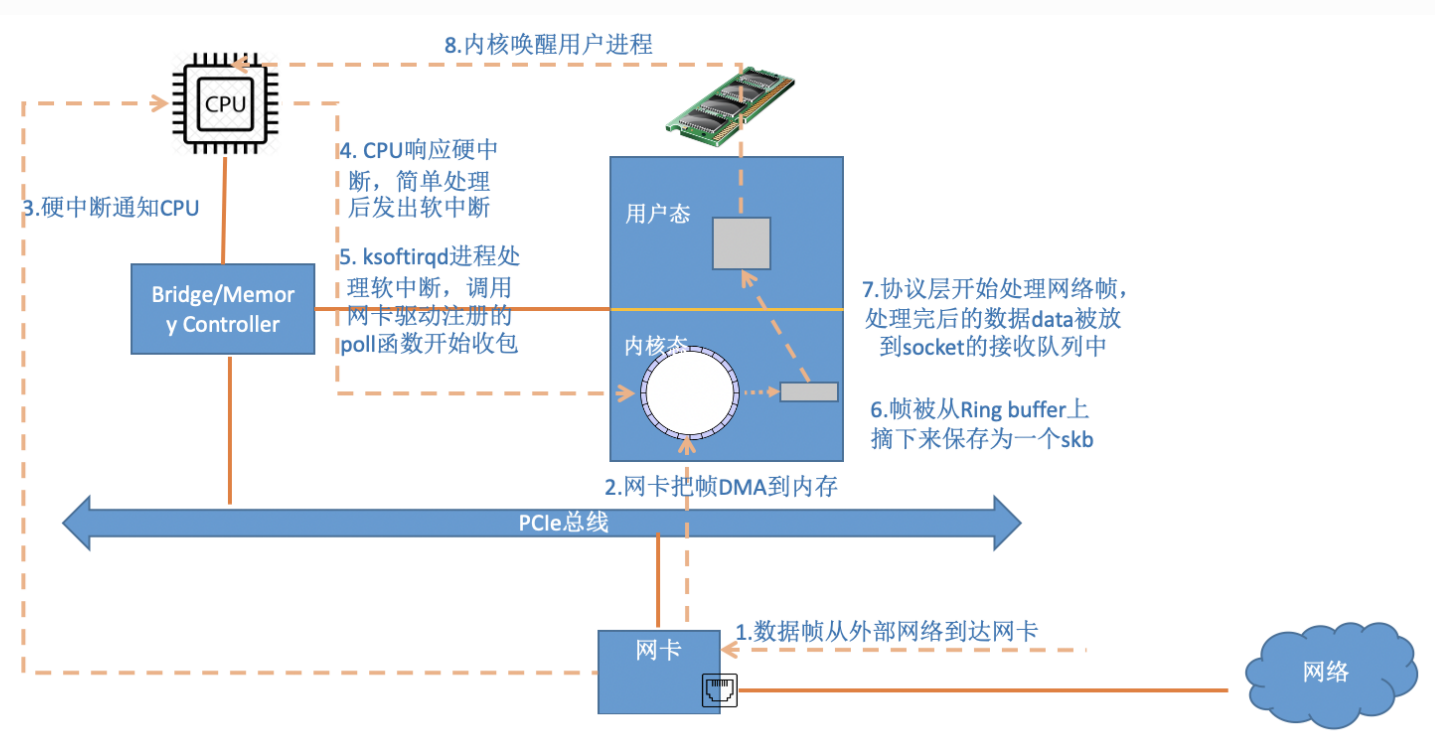 8.内核唤醒用户进程
CPU
4. CPU响应硬中
断，简单处理
后发出软中断
3.硬中断通知CPU
用户态
5. ksoftirqd进程处
理软中断，调用
网卡驱动注册的
poll函数开始收包
Bridge/Memor
y Controller
7.协议层开始处理网络帧，
处理完后的数据data被放
到socket的接收队列中
内核态
6.帧被从Ring buffer上
摘下来保存为一个skb
2.网卡把帧DMA到内存
PCIe总线
1.数据帧从外部网络到达网卡
网卡
网络